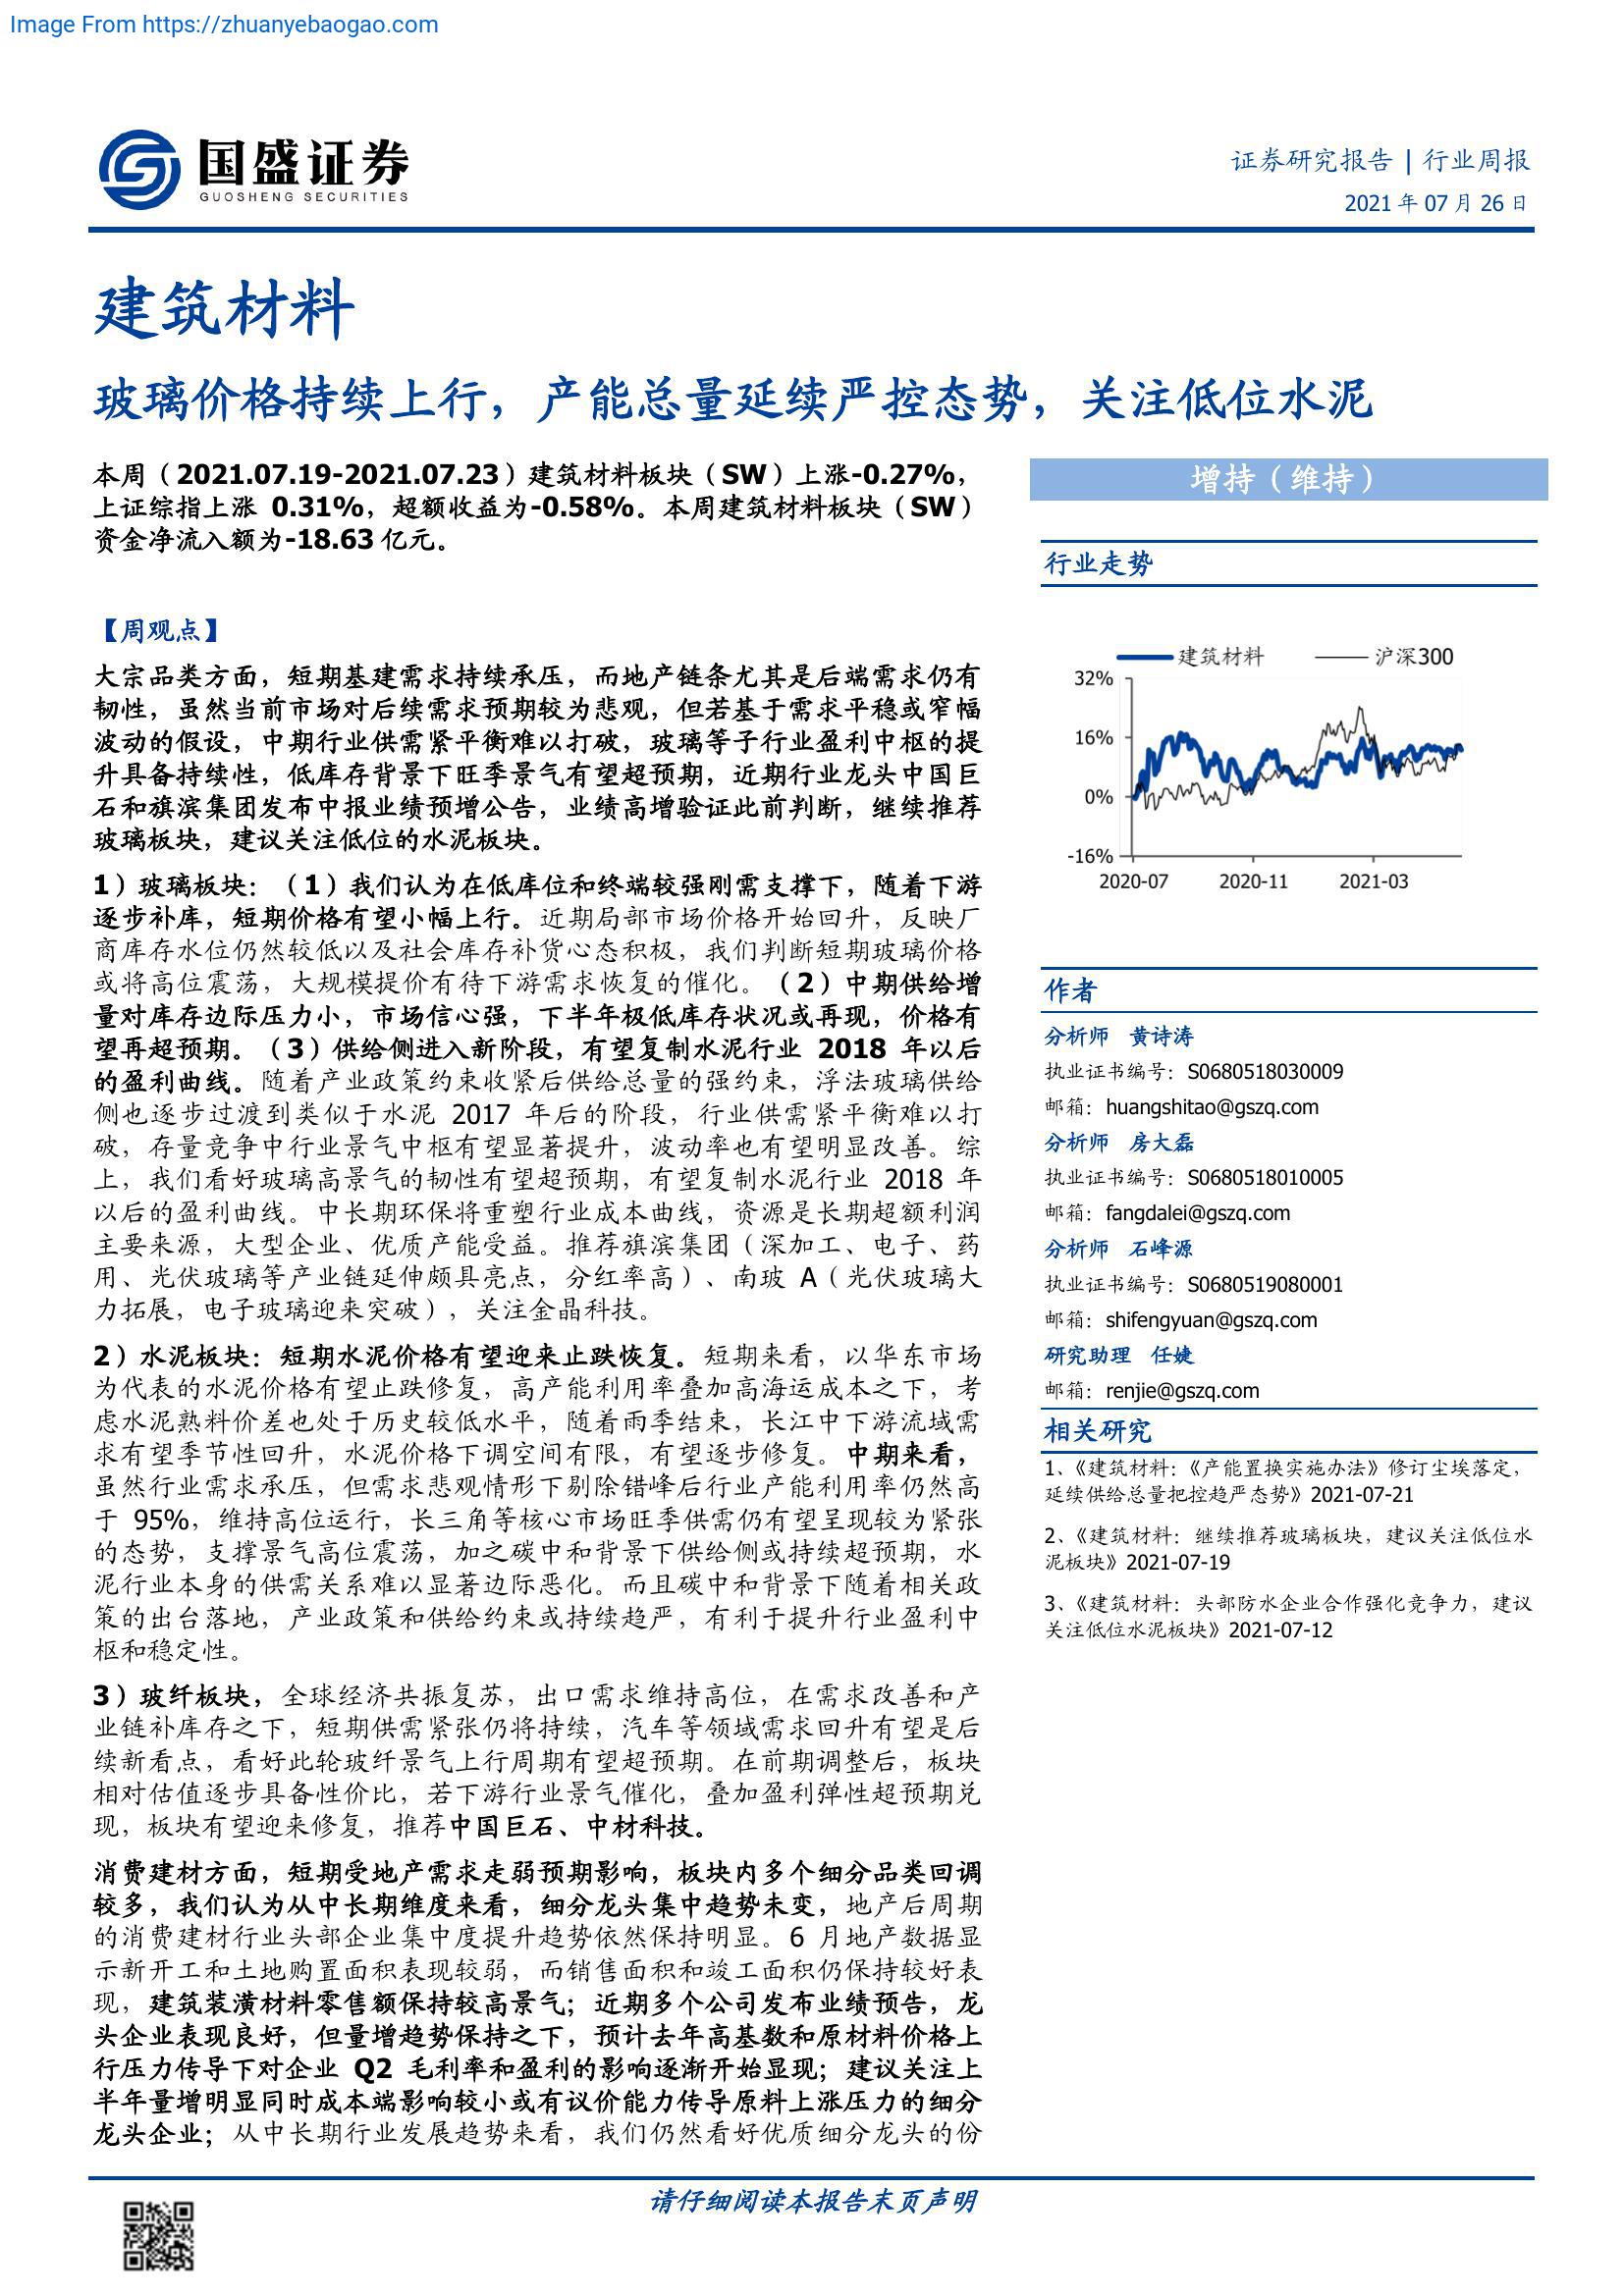 Image From https://zhuanyebaogao.com
国盛证券
GUOSHENG SECURITIES
证券研究报告 | 行业周报
2021 年 07 月 26 日
建筑材料
玻璃价格持续上行，产能总量延续严控态势，关注低位水泥
本周（2021.07.19-2021.07.23）建筑材料板块（SW）上涨-0.27%，
上证综指上涨 0.31%，超额收益为-0.58%。本周建筑材料板块（SW）
资金净流入额为-18.63 亿元。
【周观点】
大宗品类方面，短期基建需求持续承压，而地产链条尤其是后端需求仍有
韧性，虽然当前市场对后续需求预期较为悲观，但若基于需求平稳或窄幅
波动的假设，中期行业供需紧平衡难以打破，玻璃等子行业盈利中枢的提
升具备持续性，低库存背景下旺季景气有望超预期，近期行业龙头中国巨
石和旗滨集团发布中报业绩预增公告，业绩高增验证此前判断，继续推荐
玻璃板块，建议关注低位的水泥板块。
1）玻璃板块：（1）我们认为在低库位和终端较强刚需支撑下，随着下游
逐步补库，短期价格有望小幅上行。近期局部市场价格开始回升，反映厂
商库存水位仍然较低以及社会库存补货心态积极，我们判断短期玻璃价格
或将高位震荡，大规模提价有待下游需求恢复的催化。（2）中期供给增
量对库存边际压力小，市场信心强，下半年极低库存状况或再现，价格有
望再超预期。（3）供给侧进入新阶段，有望复制水泥行业 2018 年以后
的盈利曲线。随着产业政策约束收紧后供给总量的强约束，浮法玻璃供给
侧也逐步过渡到类似于水泥 2017 年后的阶段，行业供需紧平衡难以打
破，存量竞争中行业景气中枢有望显著提升，波动率也有望明显改善。综
上，我们看好玻璃高景气的韧性有望超预期，有望复制水泥行业 2018 年
以后的盈利曲线。中长期环保将重塑行业成本曲线，资源是长期超额利润
主要来源，大型企业、优质产能受益。推荐旗滨集团（深加工、电子、药
用、光伏玻璃等产业链延伸颇具亮点，分红率高）、南玻 A（光伏玻璃大
力拓展，电子玻璃迎来突破），关注金晶科技。
2）水泥板块：短期水泥价格有望迎来止跌恢复。短期来看，以华东市场
为代表的水泥价格有望止跌修复，高产能利用率叠加高海运成本之下，考
虑水泥熟料价差也处于历史较低水平，随着雨季结束，长江中下游流域需
求有望季节性回升，水泥价格下调空间有限，有望逐步修复。中期来看，
虽然行业需求承压，但需求悲观情形下剔除错峰后行业产能利用率仍然高
于 95%，维持高位运行，长三角等核心市场旺季供需仍有望呈现较为紧张
的态势，支撑景气高位震荡，加之碳中和背景下供给侧或持续超预期，水
泥行业本身的供需关系难以显著边际恶化。而且碳中和背景下随着相关政
策的出台落地，产业政策和供给约束或持续趋严，有利于提升行业盈利中
枢和稳定性。
3）玻纤板块，全球经济共振复苏，出口需求维持高位，在需求改善和产
业链补库存之下，短期供需紧张仍将持续，汽车等领域需求回升有望是后
续新看点，看好此轮玻纤景气上行周期有望超预期。在前期调整后，板块
相对估值逐步具备性价比，若下游行业景气催化，叠加盈利弹性超预期兑
现，板块有望迎来修复，推荐中国巨石、中材科技。
消费建材方面，短期受地产需求走弱预期影响，板块内多个细分品类回调
较多，我们认为从中长期维度来看，细分龙头集中趋势未变，地产后周期
的消费建材行业头部企业集中度提升趋势依然保持明显。6 月地产数据显
示新开工和土地购置面积表现较弱，而销售面积和竣工面积仍保持较好表
现，建筑装潢材料零售额保持较高景气；近期多个公司发布业绩预告，龙
头企业表现良好，但量增趋势保持之下，预计去年高基数和原材料价格上
行压力传导下对企业 Q2 毛利率和盈利的影响逐渐开始显现；建议关注上
半年量增明显同时成本端影响较小或有议价能力传导原料上涨压力的细分
龙头企业；从中长期行业发展趋势来看，我们仍然看好优质细分龙头的份
增持（维持）
行业走势
建筑材料 沪深300
32%
16%
0%
-16%
2020-07 2020-11 2021-03
作者
分析师 黄诗涛
执业证书编号：S0680518030009
邮箱：huangshitao@gszq.com
分析师 房大磊
执业证书编号：S0680518010005
邮箱：fangdalei@gszq.com
分析师 石峰源
执业证书编号：S0680519080001
邮箱：shifengyuan@gszq.com
研究助理 任婕
邮箱：renjie@gszq.com
相关研究
1、《建筑材料：《产能置换实施办法》修订尘埃落定，
延续供给总量把控趋严态势》2021-07-21
2、《建筑材料：继续推荐玻璃板块，建议关注低位水
泥板块》2021-07-19
3、《建筑材料：头部防水企业合作强化竞争力，建议
关注低位水泥板块》2021-07-12
请仔细阅读本报告末页声明